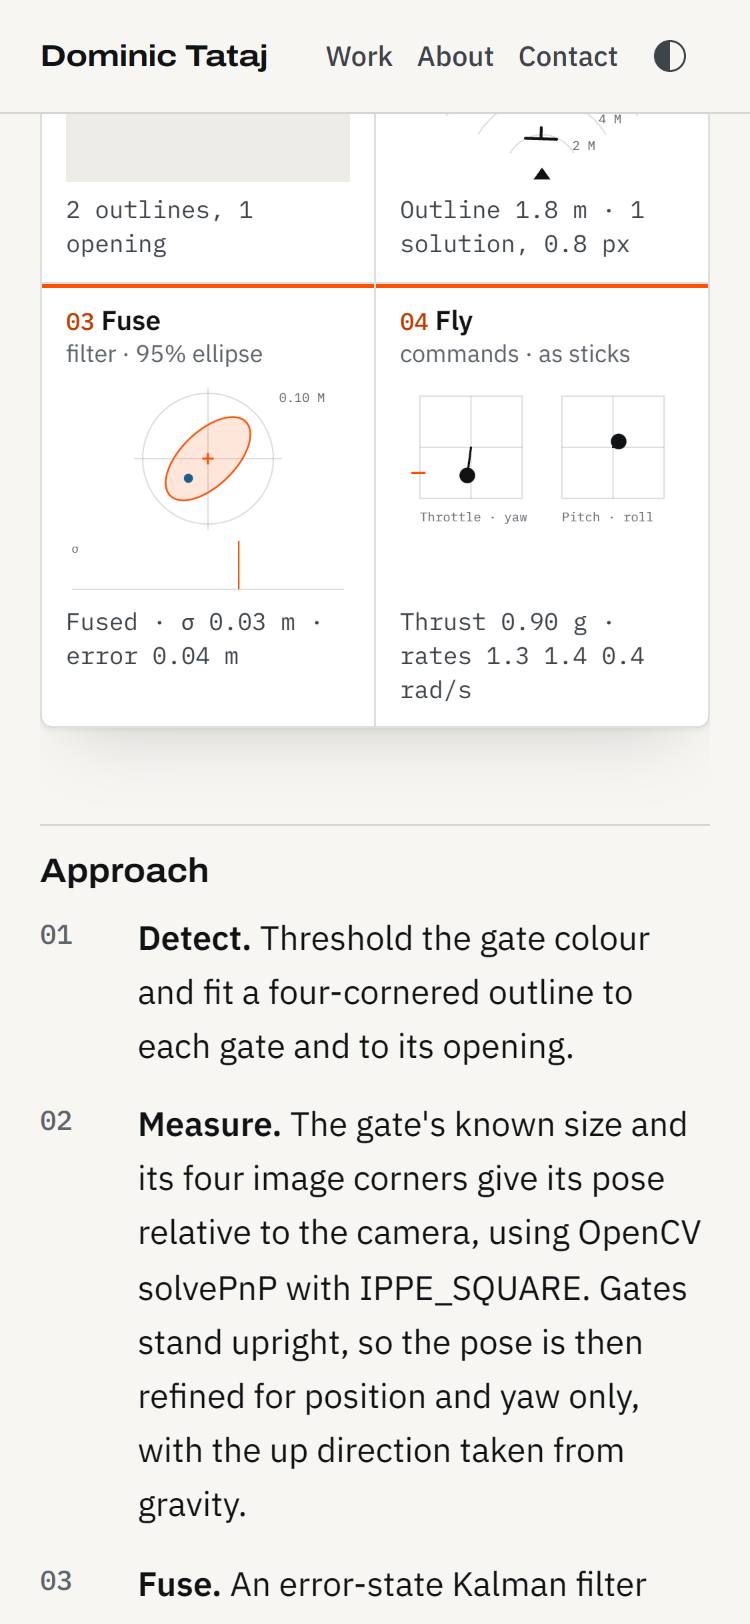 Dominic Tataj
Work About Contact
4 M
2 M
2 outlines, 1
opening
Outline 1.8 m · 1
solution, 0.8 px
03 Fuse
filter · 95% ellipse
0.10 M
σ
Fused · σ 0.03 m ·
error 0.04 m
04 Fly
commands · as sticks
Throttle · yaw
Pitch · roll
Thrust 0.90 g ·
rates 1.3 1.4 0.4
rad/s
Approach
01
Detect. Threshold the gate colour
and fit a four-cornered outline to
each gate and to its opening.
02
Measure. The gate's known size and
its four image corners give its pose
relative to the camera, using OpenCV
solvePnP with IPPE_SQUARE. Gates
stand upright, so the pose is then
refined for position and yaw only,
with the up direction taken from
gravity.
03
Fuse. An error-state Kalman filter